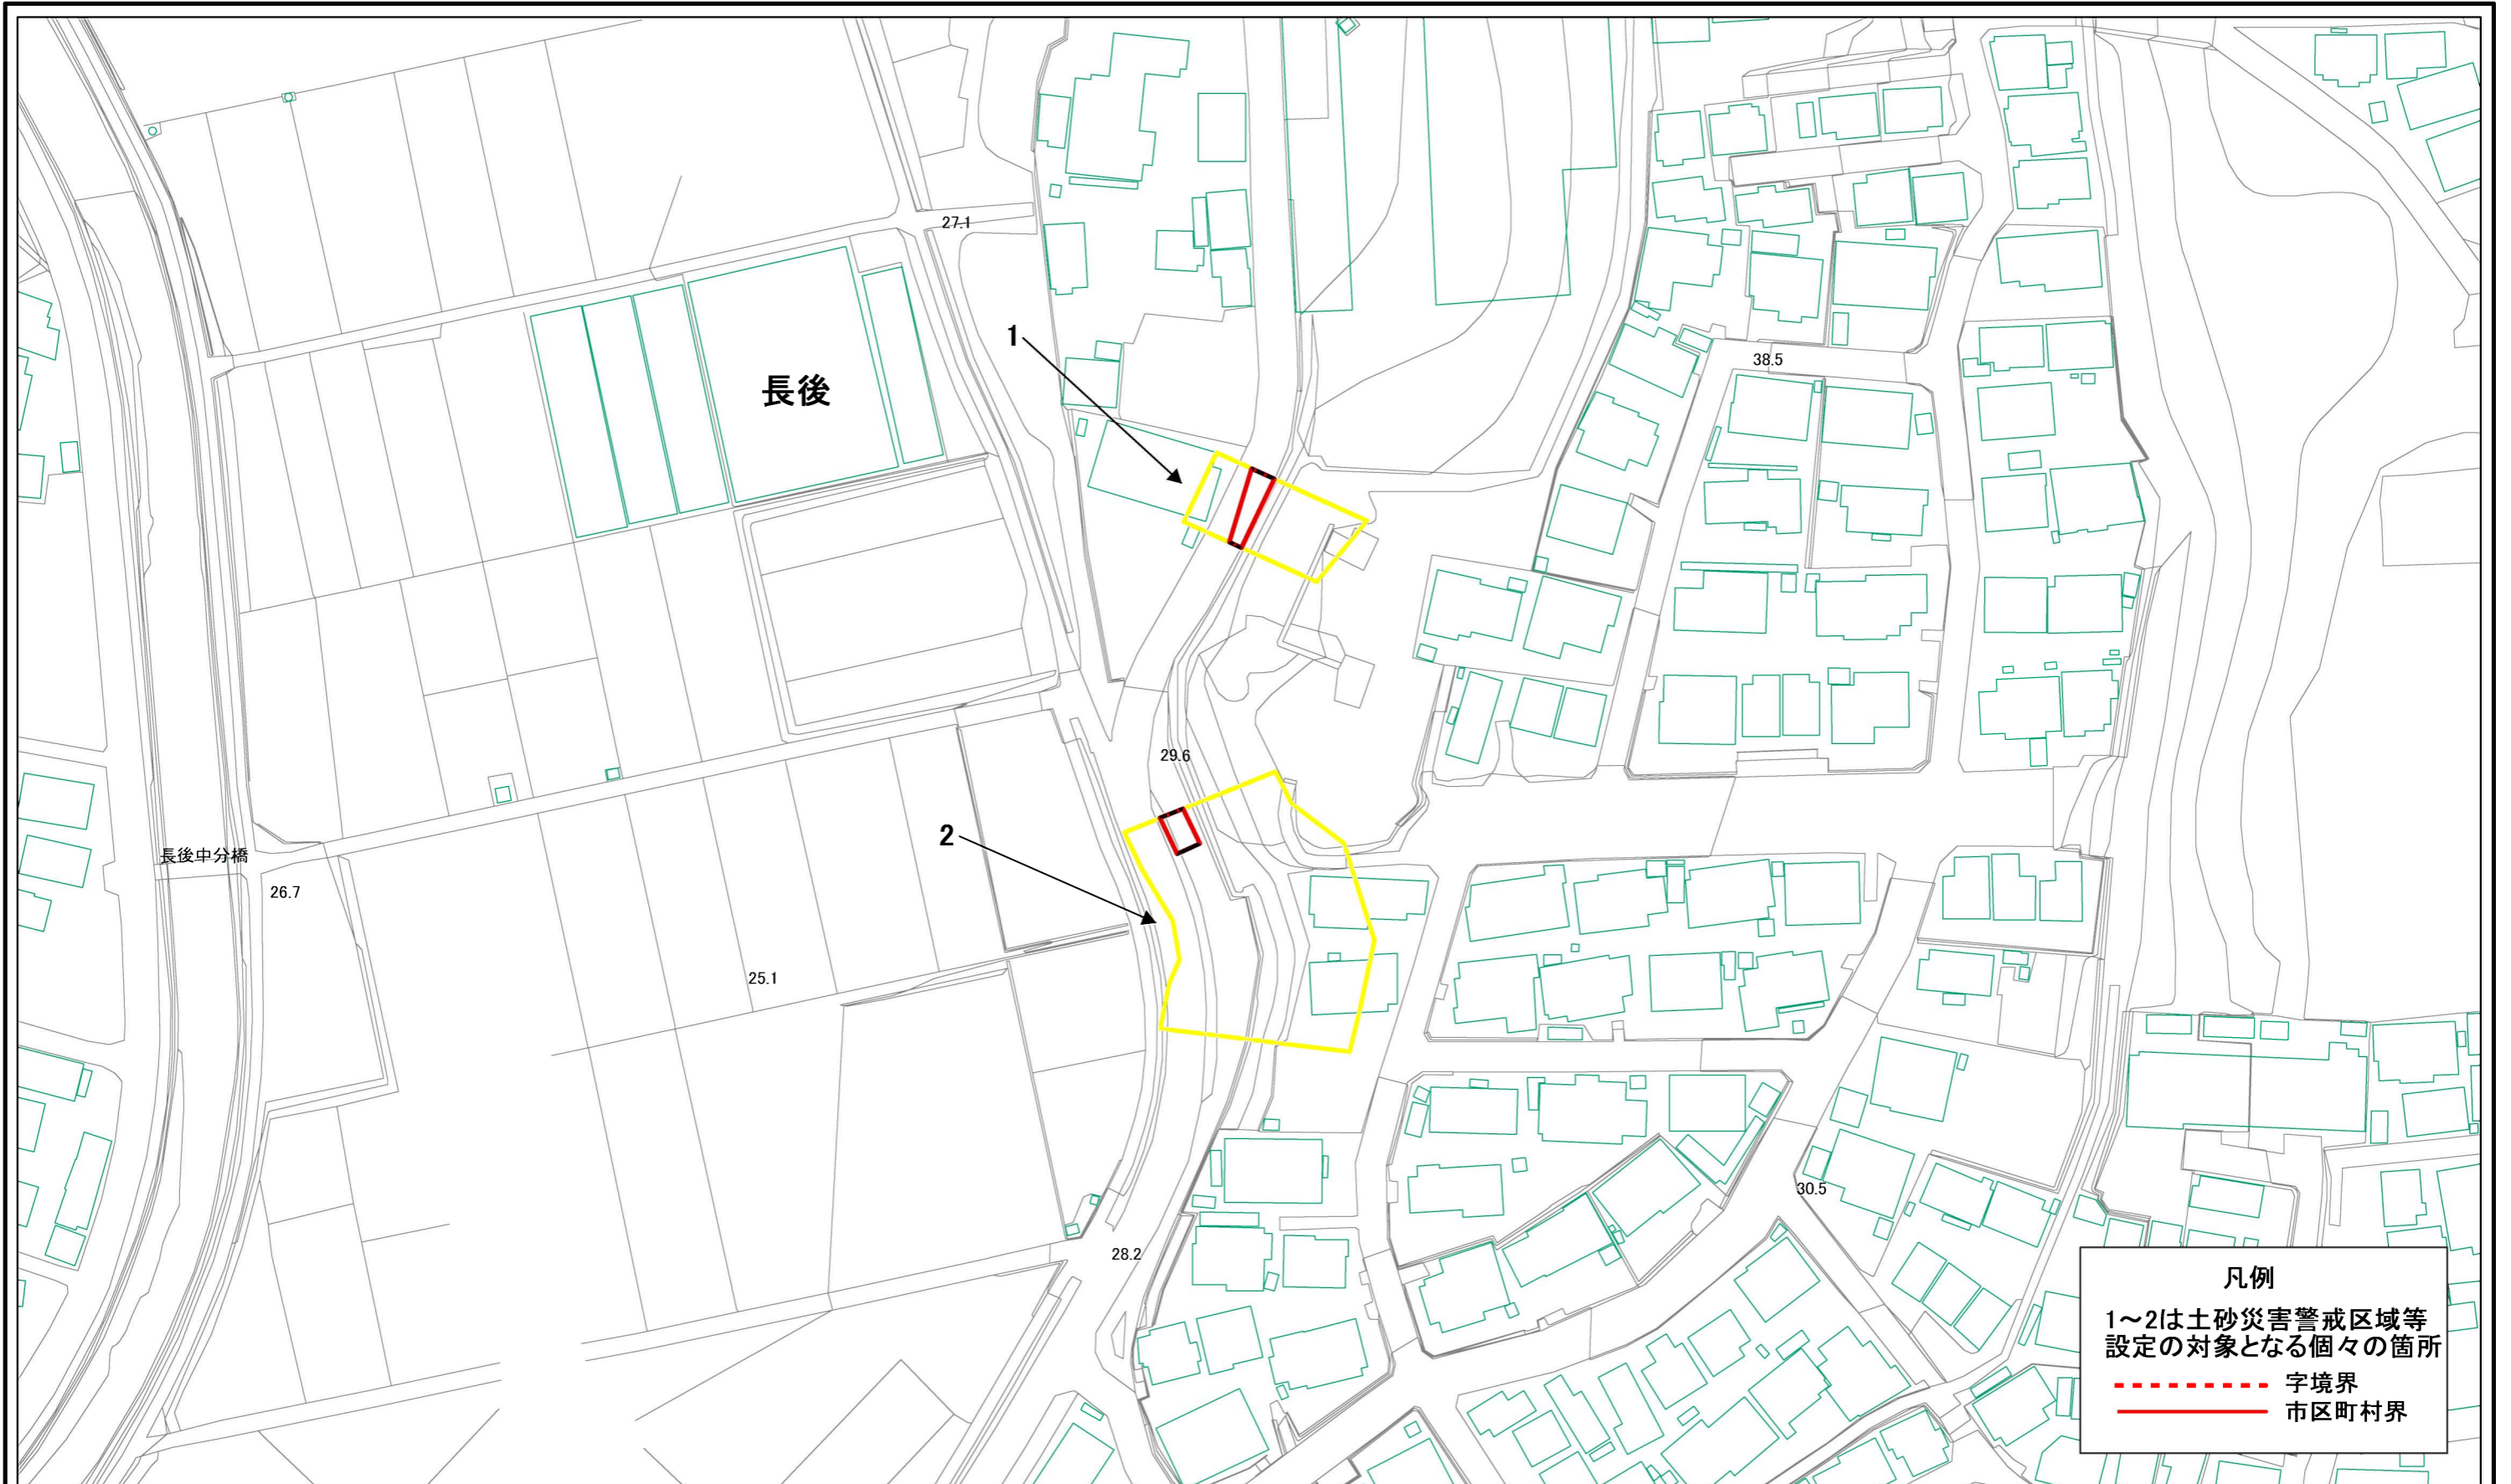 27.1
1
38.5
長後
29.6
2
長後中分橋
26.7
25.1
30.5
28.2
凡例
1～2は土砂災害警戒区域等
設定の対象となる個々の箇所
字境界
市区町村界